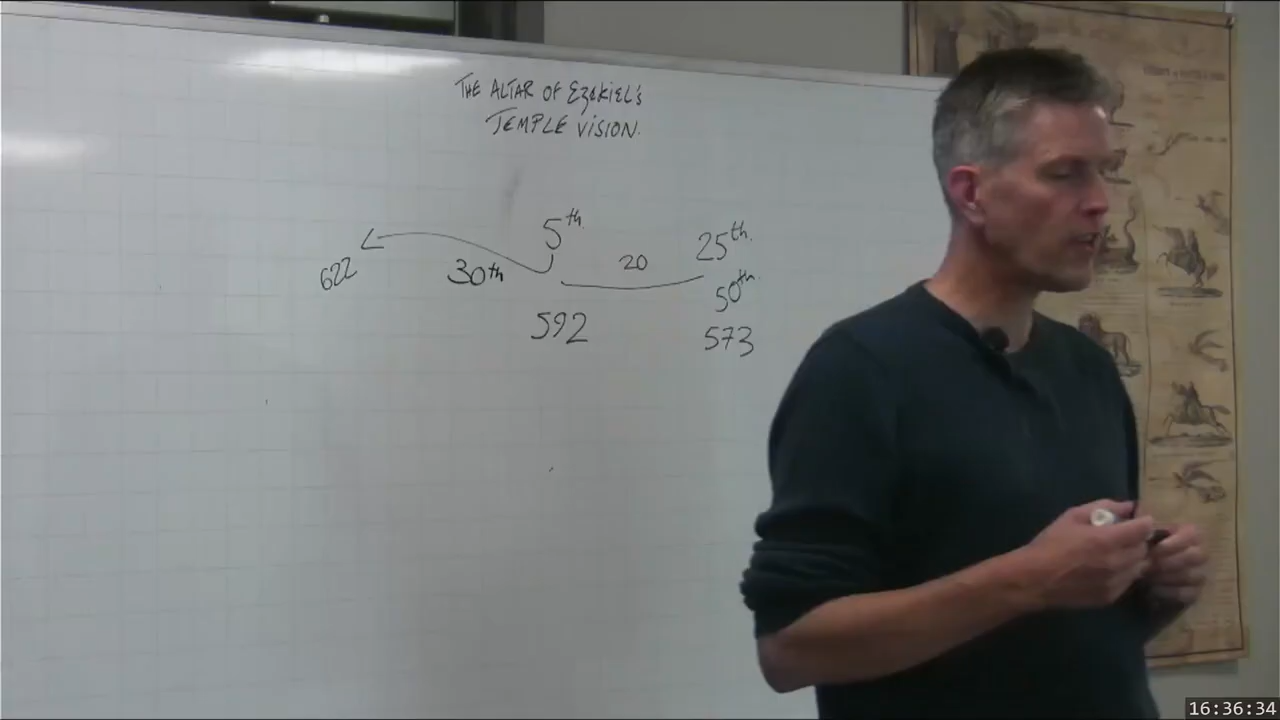 THE ALTAR OF EZEKIEL'S
TEMPLE VISION.
5th
25th.
20
622
30th
50th.
592
573
16:36:34